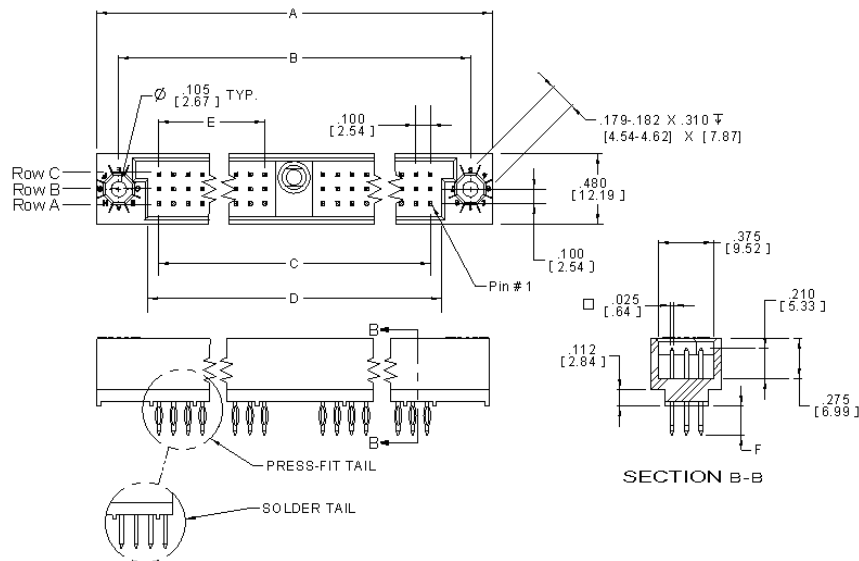 A
B
Ø .105 [2.67] TYP.
E
.100
[2.54]
.179-.182 X .310 ↧
[4.54-4.62] X [7.87]
Row C
Row B
Row A
.480
[12.19]
.100
[2.54]
C
Pin #1
D
.375
[9.52]
□ .025
[.64]
.210
[5.33]
.112
[2.84]
.275
[6.99]
B
B
F
PRESS-FIT TAIL
SECTION B-B
SOLDER TAIL